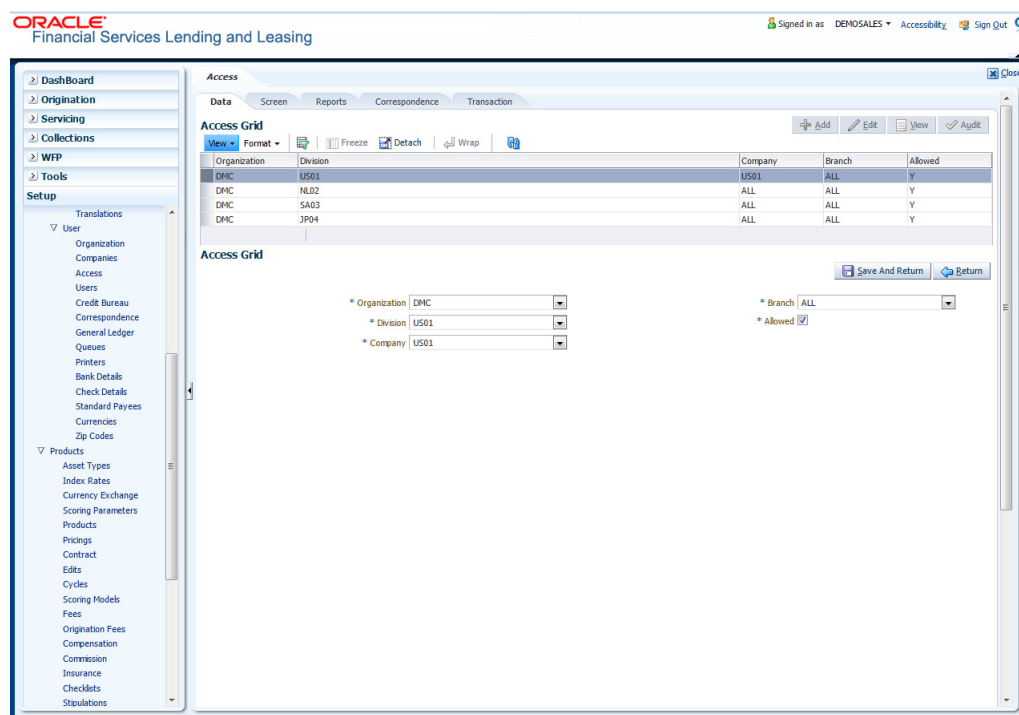 ORACLE
Financial Services Lending and Leasing
Signed in as DEMOSALES Accessibility Sign Out
DashBoard
Origination
Servicing
Collections
WFP
Tools
Setup
Translations
User
Organization
Companies
Access
Users
Credit Bureau
Correspondence
General Ledger
Queues
Printers
Bank Details
Check Details
Standard Payees
Currencies
Zip Codes
Products
Asset Types
Index Rates
Currency Exchange
Scoring Parameters
Products
Pricings
Contract
Edits
Cycles
Scoring Models
Fees
Origination Fees
Compensation
Commission
Insurance
Checklists
Stipulations
Access
Close
Data Screen Reports Correspondence Transaction
Access Grid
Add Edit View Audit
View Format Freeze Detach Wrap
Organization Division Company Branch Allowed
DMC US01 US01 ALL Y
DMC NL02 ALL ALL Y
DMC SA03 ALL ALL Y
DMC JP04 ALL ALL Y
Access Grid
Save And Return Return
* Organization DMC * Branch ALL
* Division US01 * Allowed
* Company US01